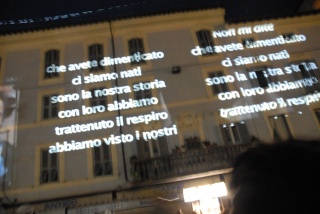 che avete dimenticato
ci siamo nati
sono la nostra storia
con loro abbiamo
trattenuto il respiro
abbiamo visto i nostri
Non mi dite
che avete dimenticato
ci siamo nati
sono la nostra storia
con loro abbiamo
trattenuto il respiro